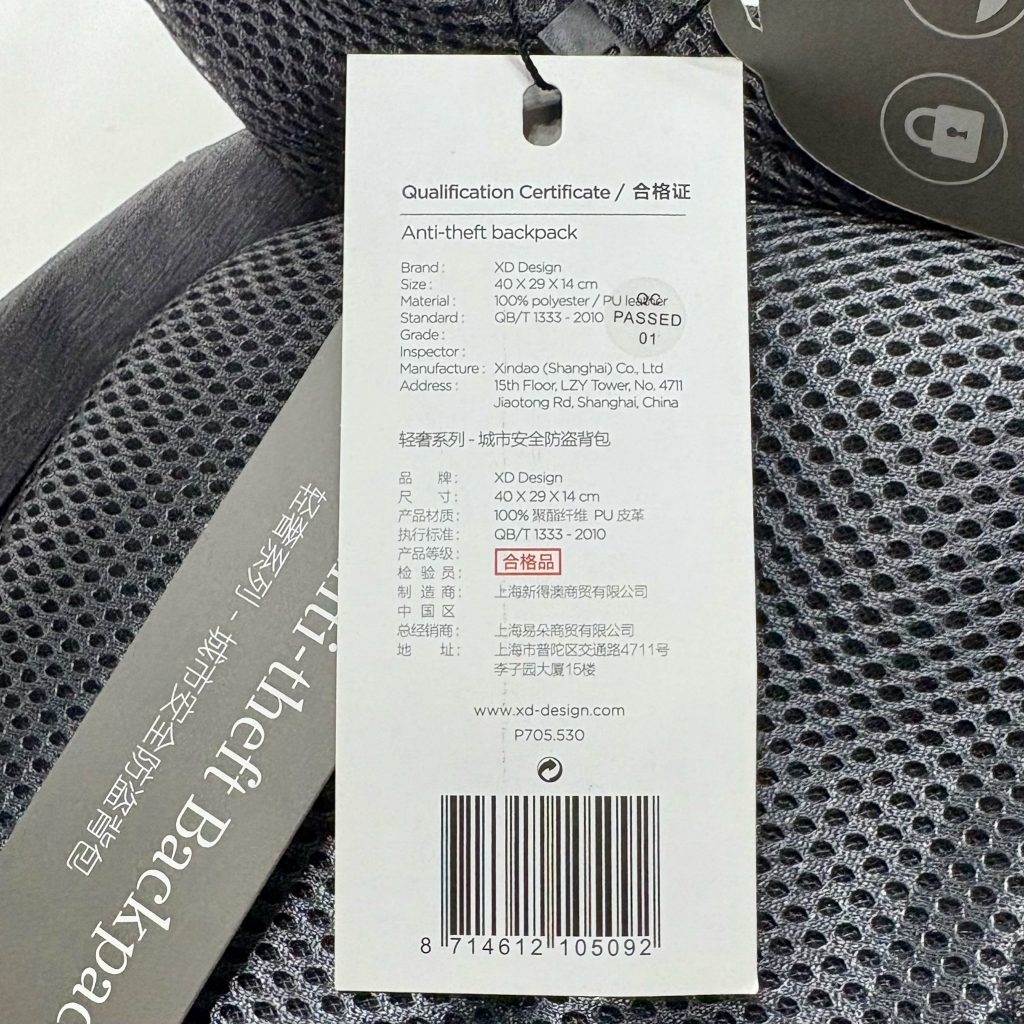 Qualification Certificate / 合格证
Anti-theft backpack
Brand : XD Design
Size : 40 X 29 X 14 cm
Material : 100% polyester / PU leather
Standard : QB/T 1333 - 2010
Grade :
Inspector :
Manufacture : Xindao (Shanghai) Co., Ltd
Address : 15th Floor, LZY Tower, No. 4711
Jiaotong Rd, Shanghai, China
QC
PASSED
01
轻奢系列 - 城市安全防盗背包
品 牌: XD Design
尺 寸: 40 X 29 X 14 cm
产品材质: 100% 聚酯纤维 PU 皮革
执行标准: QB/T 1333 - 2010
产品等级: 合格品
检 验 员:
制 造 商: 上海新得澳商贸有限公司
中 国 区
总经销商: 上海易朵商贸有限公司
地 址: 上海市普陀区交通路4711号
李子园大厦15楼
www.xd-design.com
P705.530
8 714612 105092
轻奢系列 - 城市安全防盗背包
nti-theft Backpac